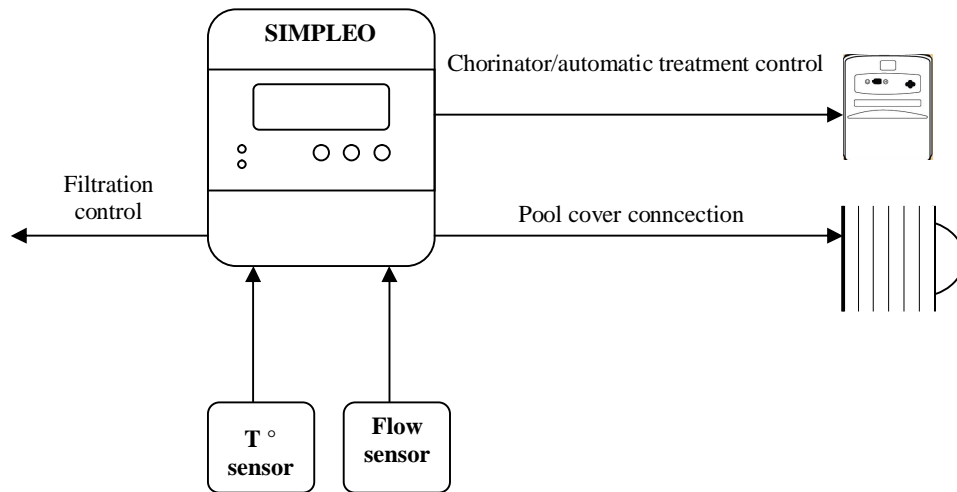 SIMPLEO
Chorinator/automatic treatment control
Filtration
control
Pool cover conncection
T °
sensor
Flow
sensor